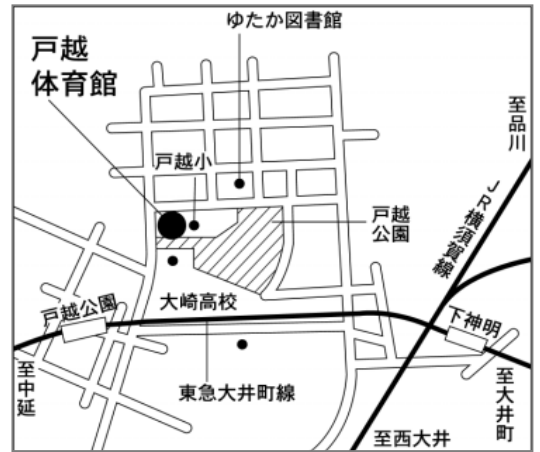 ゆたか図書館
戸越
体育館
至品川
戸越小
JR横須賀線
戸越
公園
大崎高校
戸越公園
下神明
至中延
東急大井町線
至大井町
至西大井